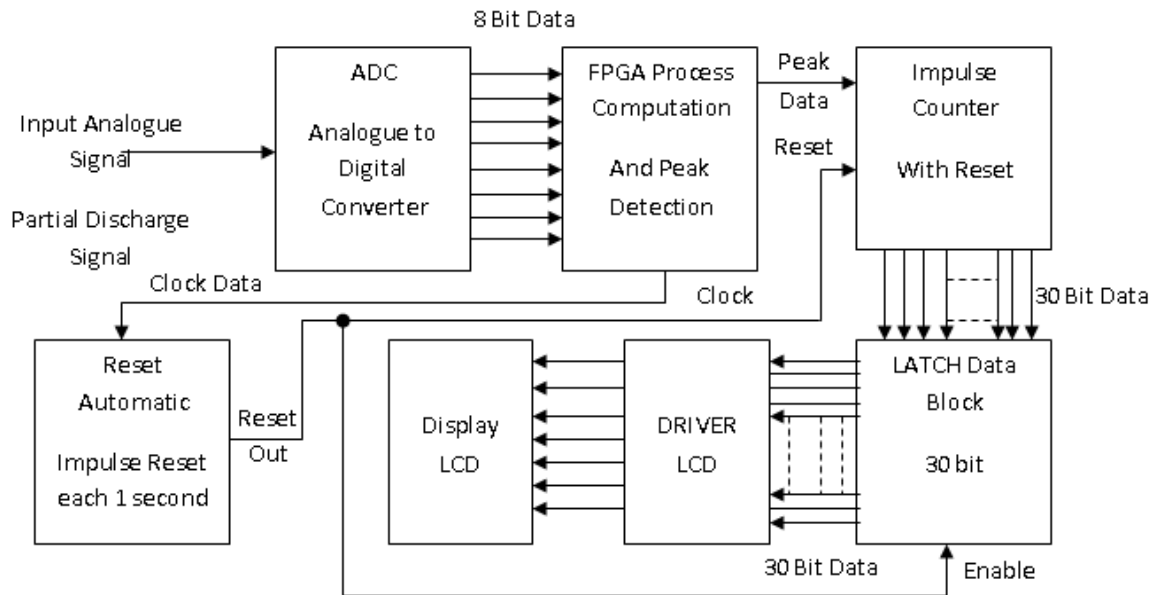 8 Bit Data
Input Analogue
Signal
Partial Discharge
Signal
ADC
Analogue to
Digital
Converter
FPGA Process
Computation
And Peak
Detection
Peak
Data
Reset
Impulse
Counter
With Reset
Clock Data
Clock
30 Bit Data
Reset
Automatic
Impulse Reset
each 1 second
Reset
Out
Display
LCD
DRIVER
LCD
LATCH Data
Block
30 bit
30 Bit Data
Enable